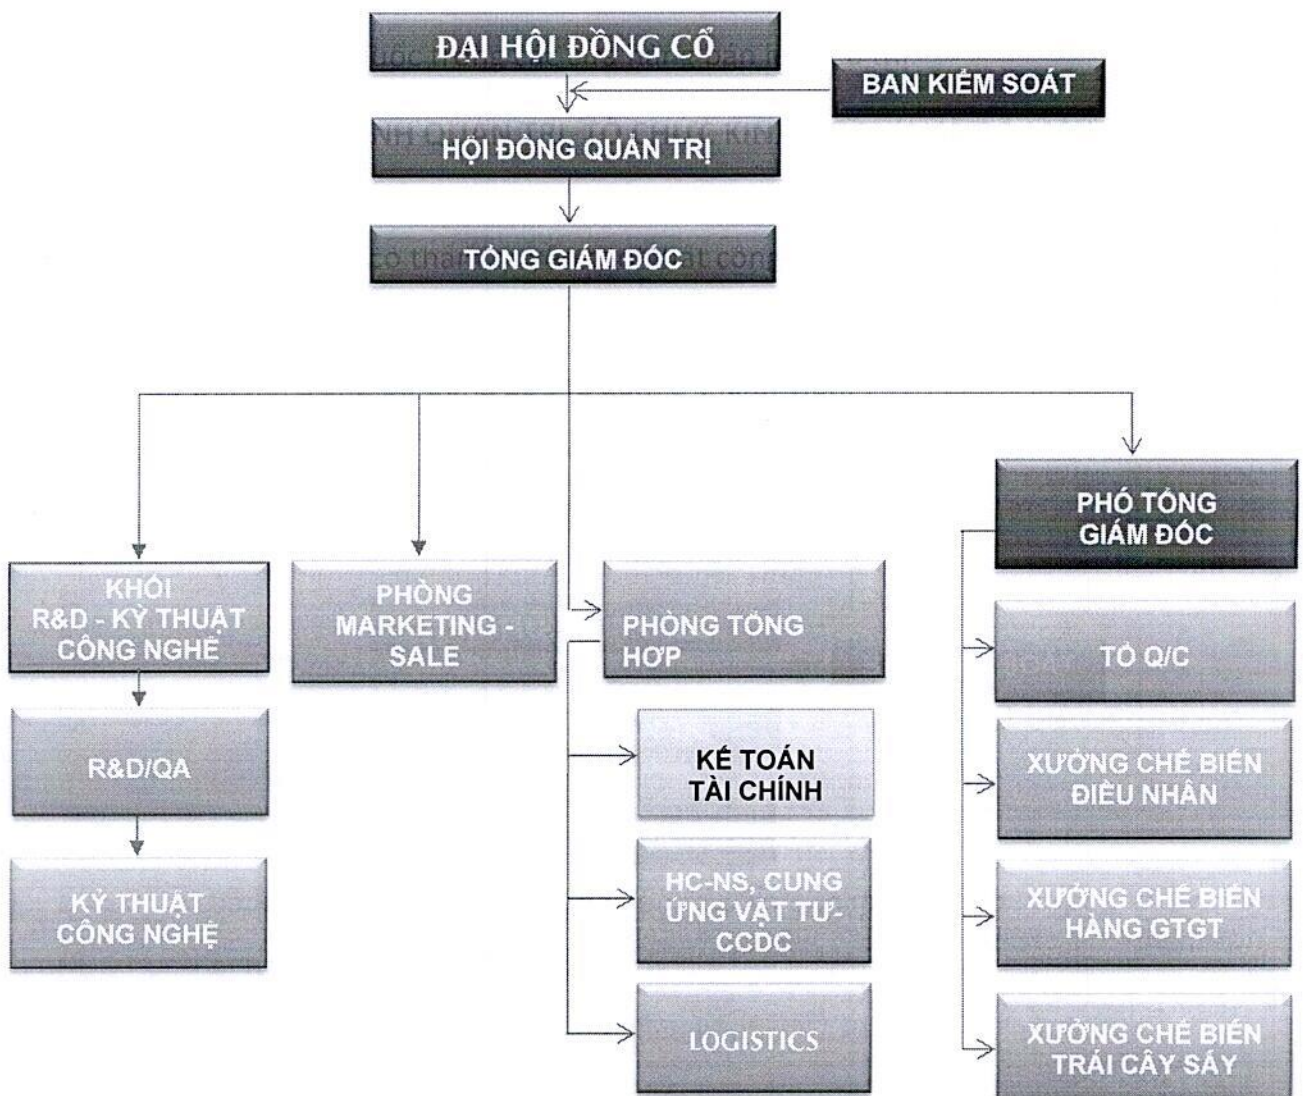 ĐẠI HỘI ĐỒNG CỔ
BAN KIỂM SOÁT
HỘI ĐỒNG QUẢN TRỊ
TỔNG GIÁM ĐỐC
PHÓ TỔNG
GIÁM ĐỐC
KHỐI
R&D - KỸ THUẬT
CÔNG NGHỆ
PHÒNG
MARKETING -
SALE
PHÒNG TỔNG
HỢP
TỔ Q/C
R&D/QA
KẾ TOÁN
TÀI CHÍNH
XƯỞNG CHẾ BIẾN
ĐIỀU NHÂN
KỸ THUẬT
CÔNG NGHỆ
HC-NS, CUNG
ỨNG VẬT TƯ-
CCDC
XƯỞNG CHẾ BIẾN
HÀNG GTGT
LOGISTICS
XƯỞNG CHẾ BIẾN
TRÁI CÂY SẤY